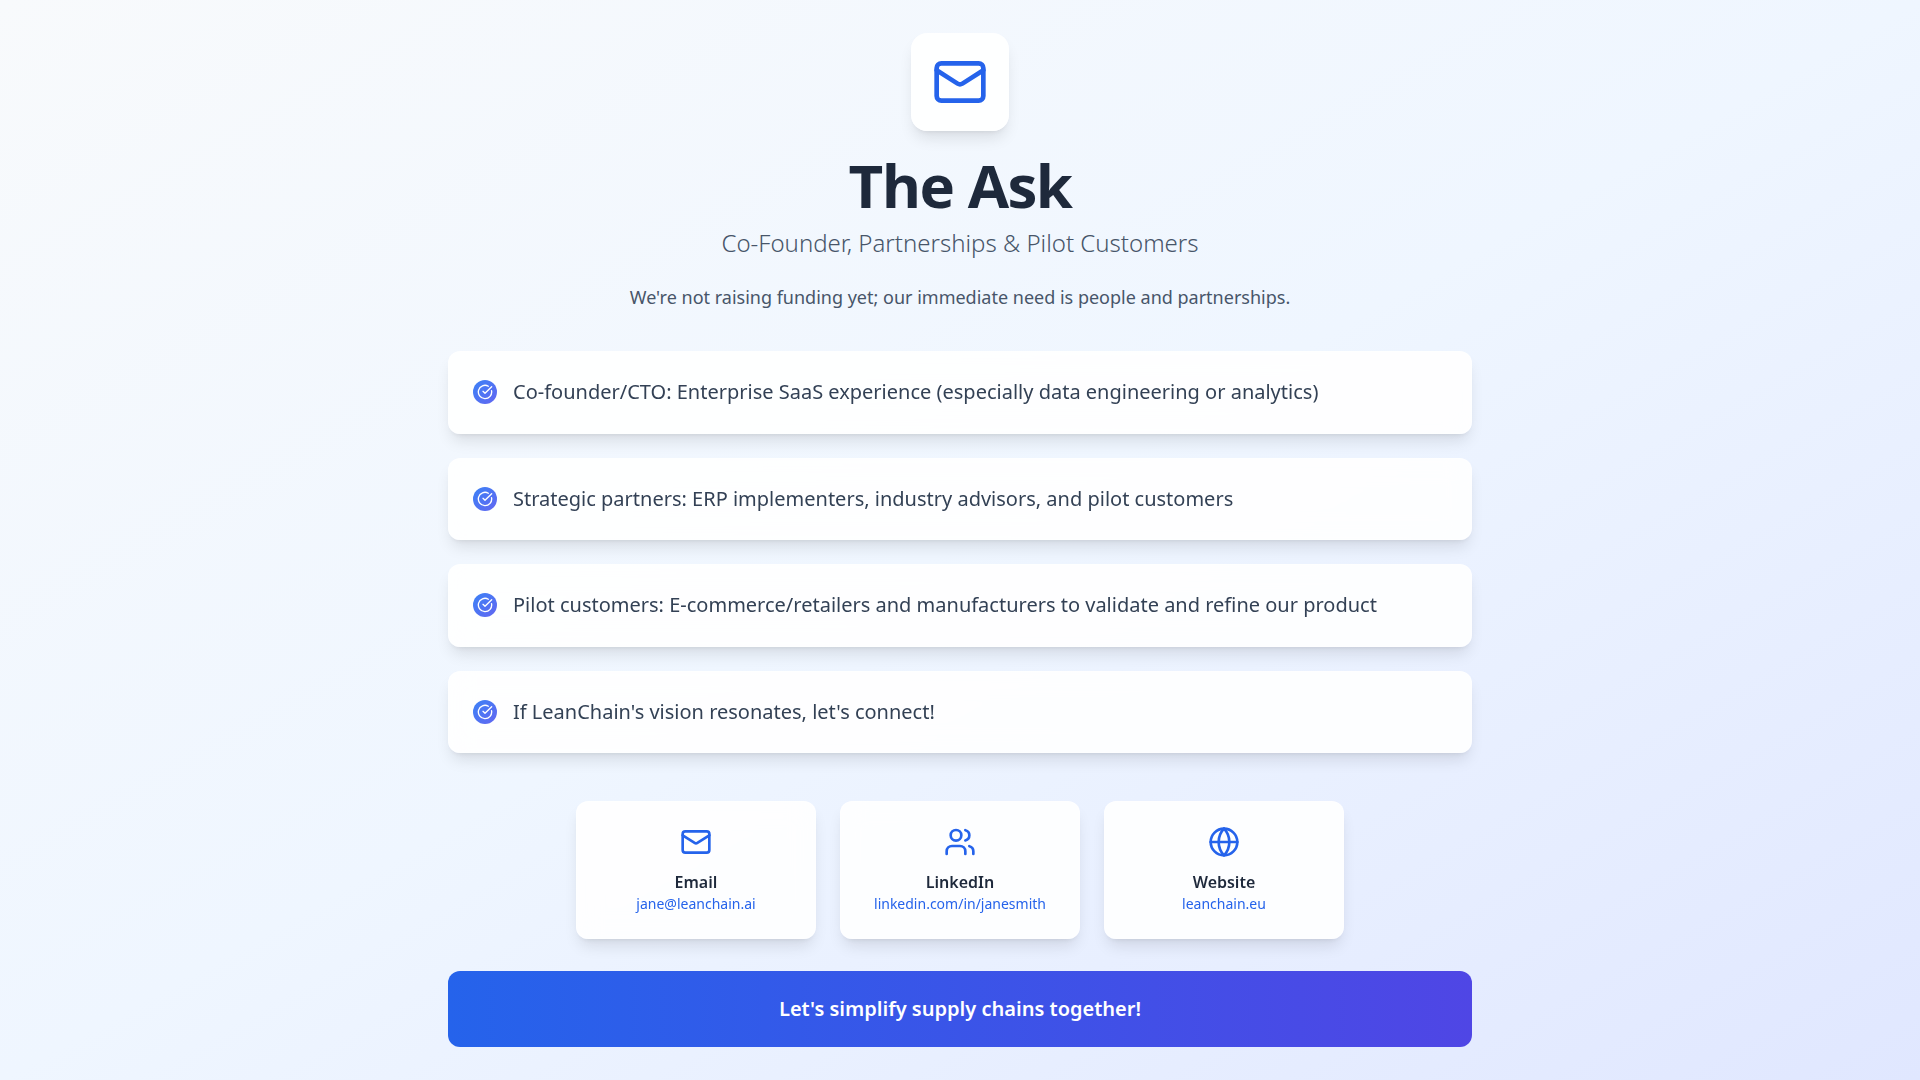 The Ask
Co-Founder, Partnerships & Pilot Customers
We're not raising funding yet; our immediate need is people and partnerships.
Co-founder/CTO: Enterprise SaaS experience (especially data engineering or analytics)
Strategic partners: ERP implementers, industry advisors, and pilot customers
Pilot customers: E-commerce/retailers and manufacturers to validate and refine our product
If LeanChain's vision resonates, let's connect!
Email
jane@leanchain.ai
LinkedIn
linkedin.com/in/janesmith
Website
leanchain.eu
Let's simplify supply chains together!